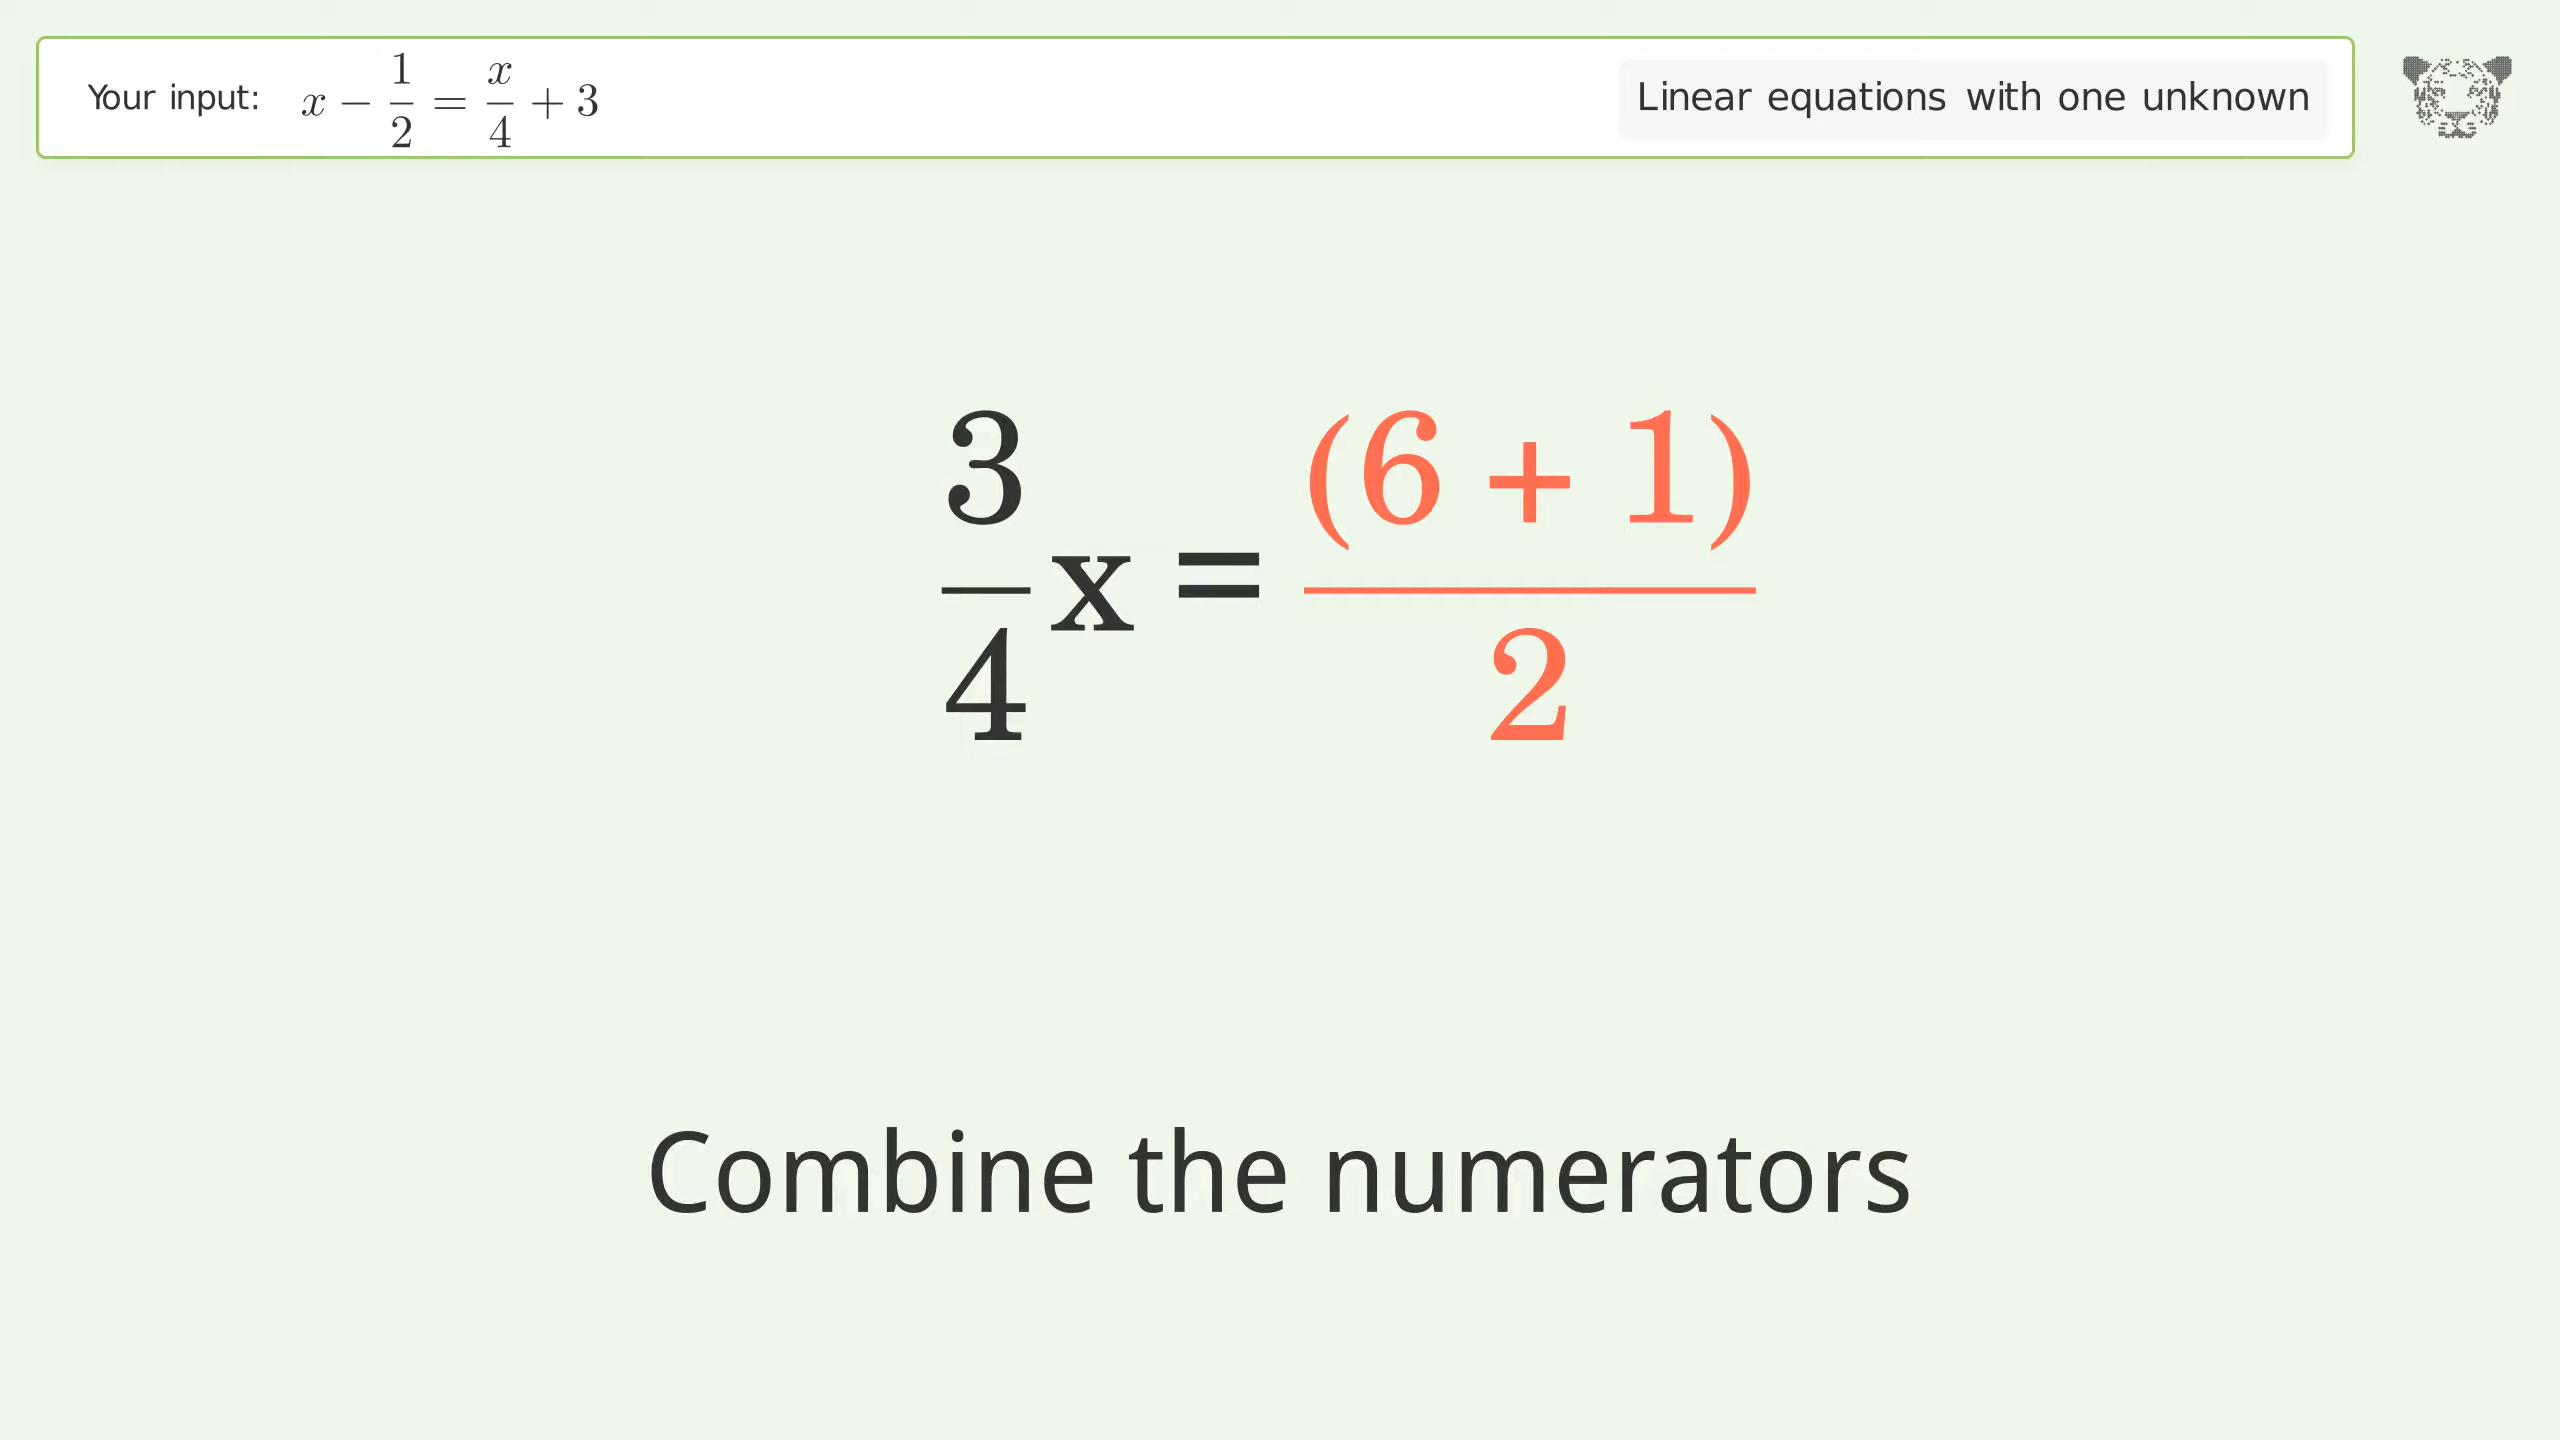 Your input: x − 1/2 = x/4 + 3
Linear equations with one unknown
3/4 x = (6 + 1)/2
Combine the numerators